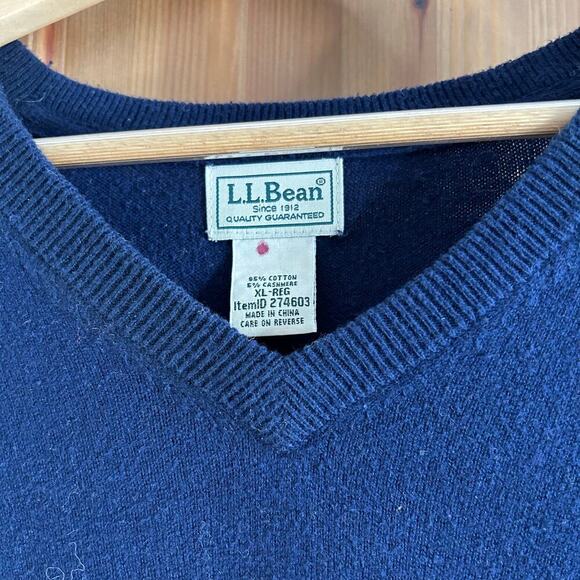 L.L.Bean®
Since 1912
QUALITY GUARANTEED
95% COTTON
5% CASHMERE
XL-REG
ItemID 274603
MADE IN CHINA
CARE ON REVERSE